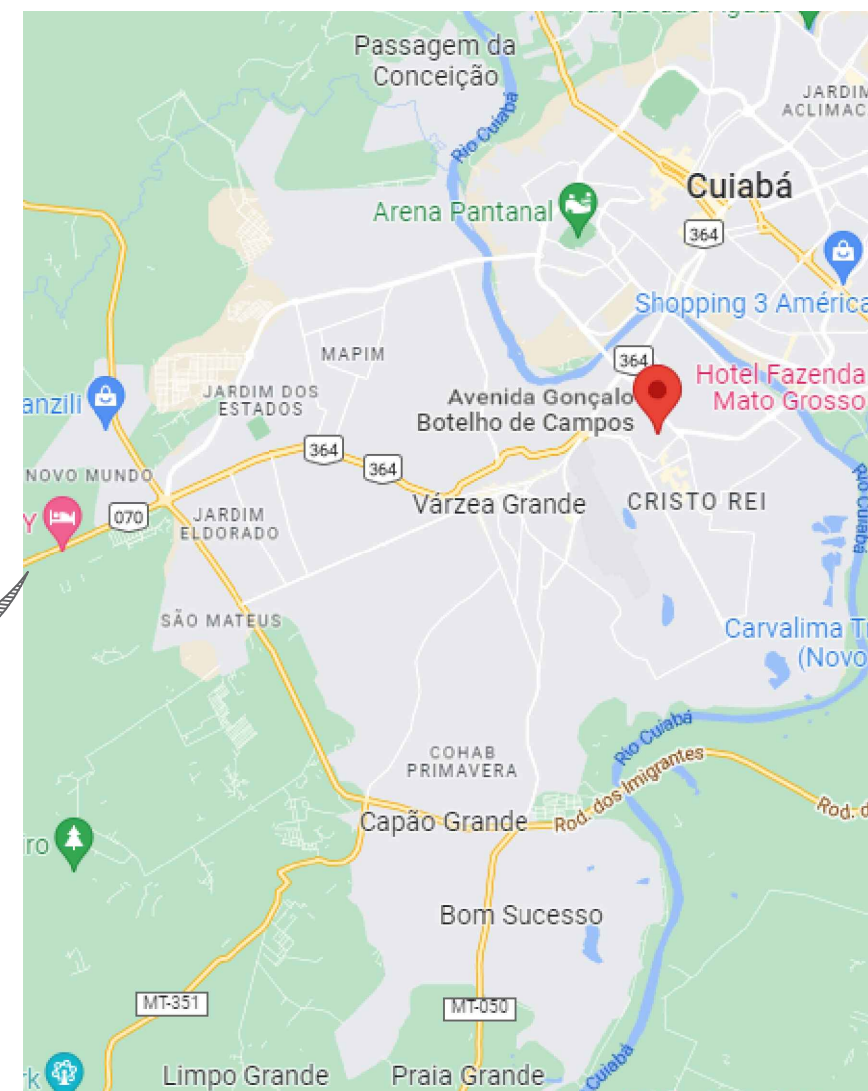 Passagem da
Conceição
JARDIM
Rio Cuiabá
Cuiabá
Arena Pantanal
364
Shopping 3 América
MAPIM
364
Hotel Fazenda
Mato Grosso
JARDIM DOS
ESTADOS
Avenida Gonçalo
Botelho de Campos
anzili
364
364
NOVO MUNDO
070
JARDIM
ELDORADO
Várzea Grande
CRISTO REI
Rio Cuiabá
Y
SÃO MATEUS
Carvalima T
(Novo
Rio Cuiabá
COHAB
PRIMAVERA
Rod. dos Imigrantes
Rod. d
Capão Grande
iro
Bom Sucesso
MT-351
MT-050
rk
Limpo Grande
Praia Grande
Cuiabá